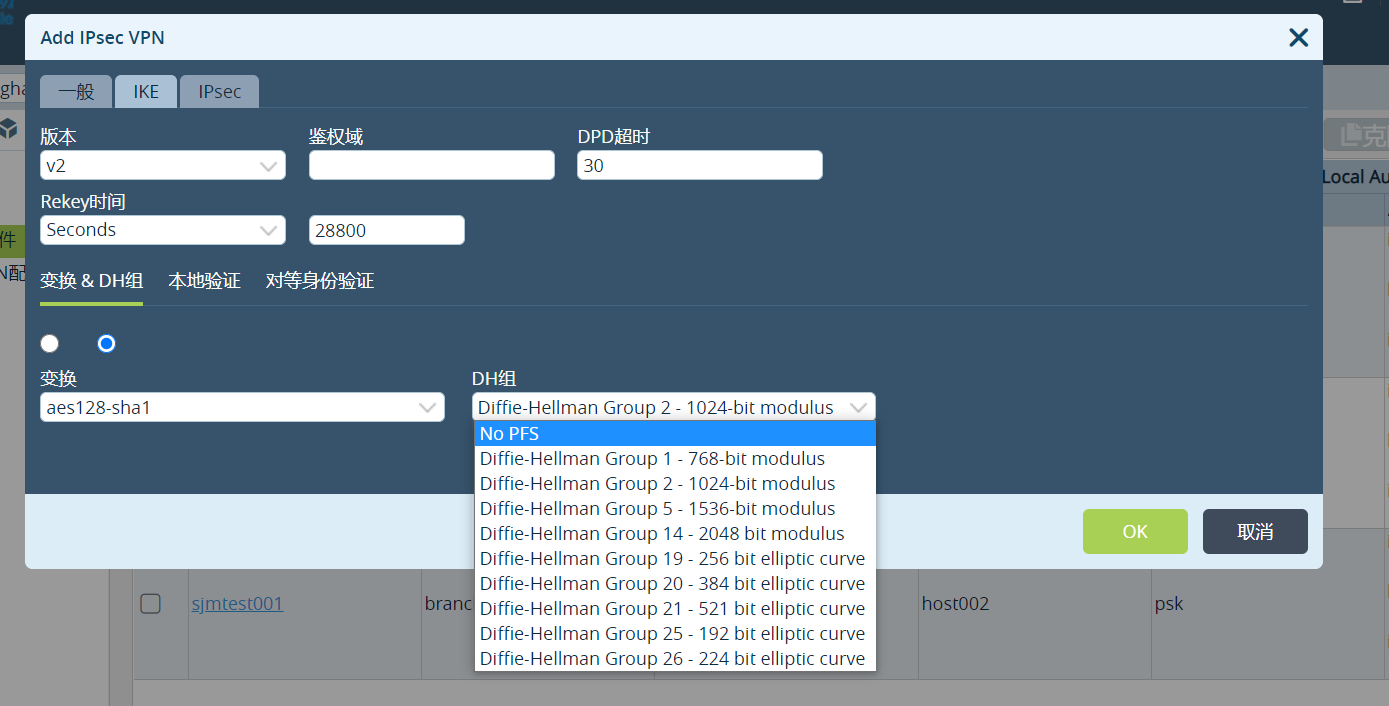 Add IPsec VPN
一般
IKE
IPsec
版本
鉴权域
DPD超时
v2
30
Rekey时间
Seconds
28800
变换 & DH组
本地验证
对等身份验证
变换
DH组
aes128-sha1
Diffie-Hellman Group 2 - 1024-bit modulus
No PFS
Diffie-Hellman Group 1 - 768-bit modulus
Diffie-Hellman Group 2 - 1024-bit modulus
Diffie-Hellman Group 5 - 1536-bit modulus
Diffie-Hellman Group 14 - 2048 bit modulus
Diffie-Hellman Group 19 - 256 bit elliptic curve
Diffie-Hellman Group 20 - 384 bit elliptic curve
Diffie-Hellman Group 21 - 521 bit elliptic curve
Diffie-Hellman Group 25 - 192 bit elliptic curve
Diffie-Hellman Group 26 - 224 bit elliptic curve
OK
取消
gha
件
N配
克
Local Au
sjmtest001
branc
host002
psk